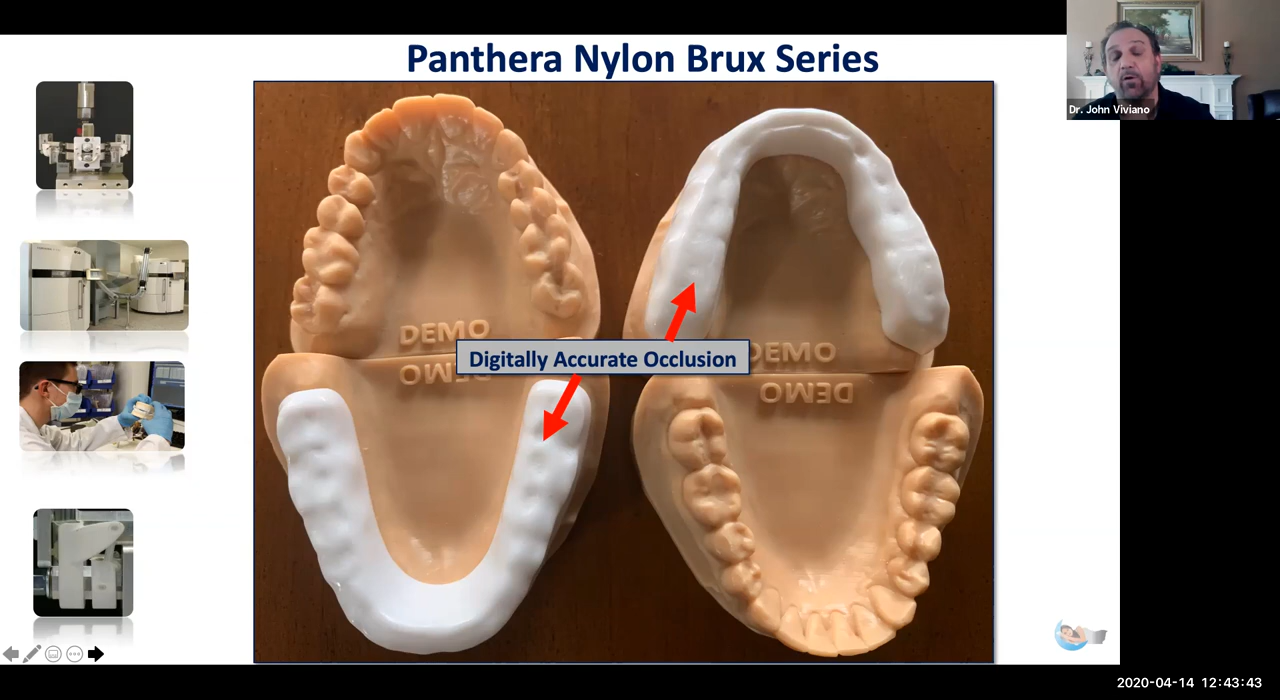 Panthera Nylon Brux Series
Dr. John Viviano
DEMO
DEMO
Digitally Accurate Occlusion
DEMO
DEMO
2020-04-14 12:43:43